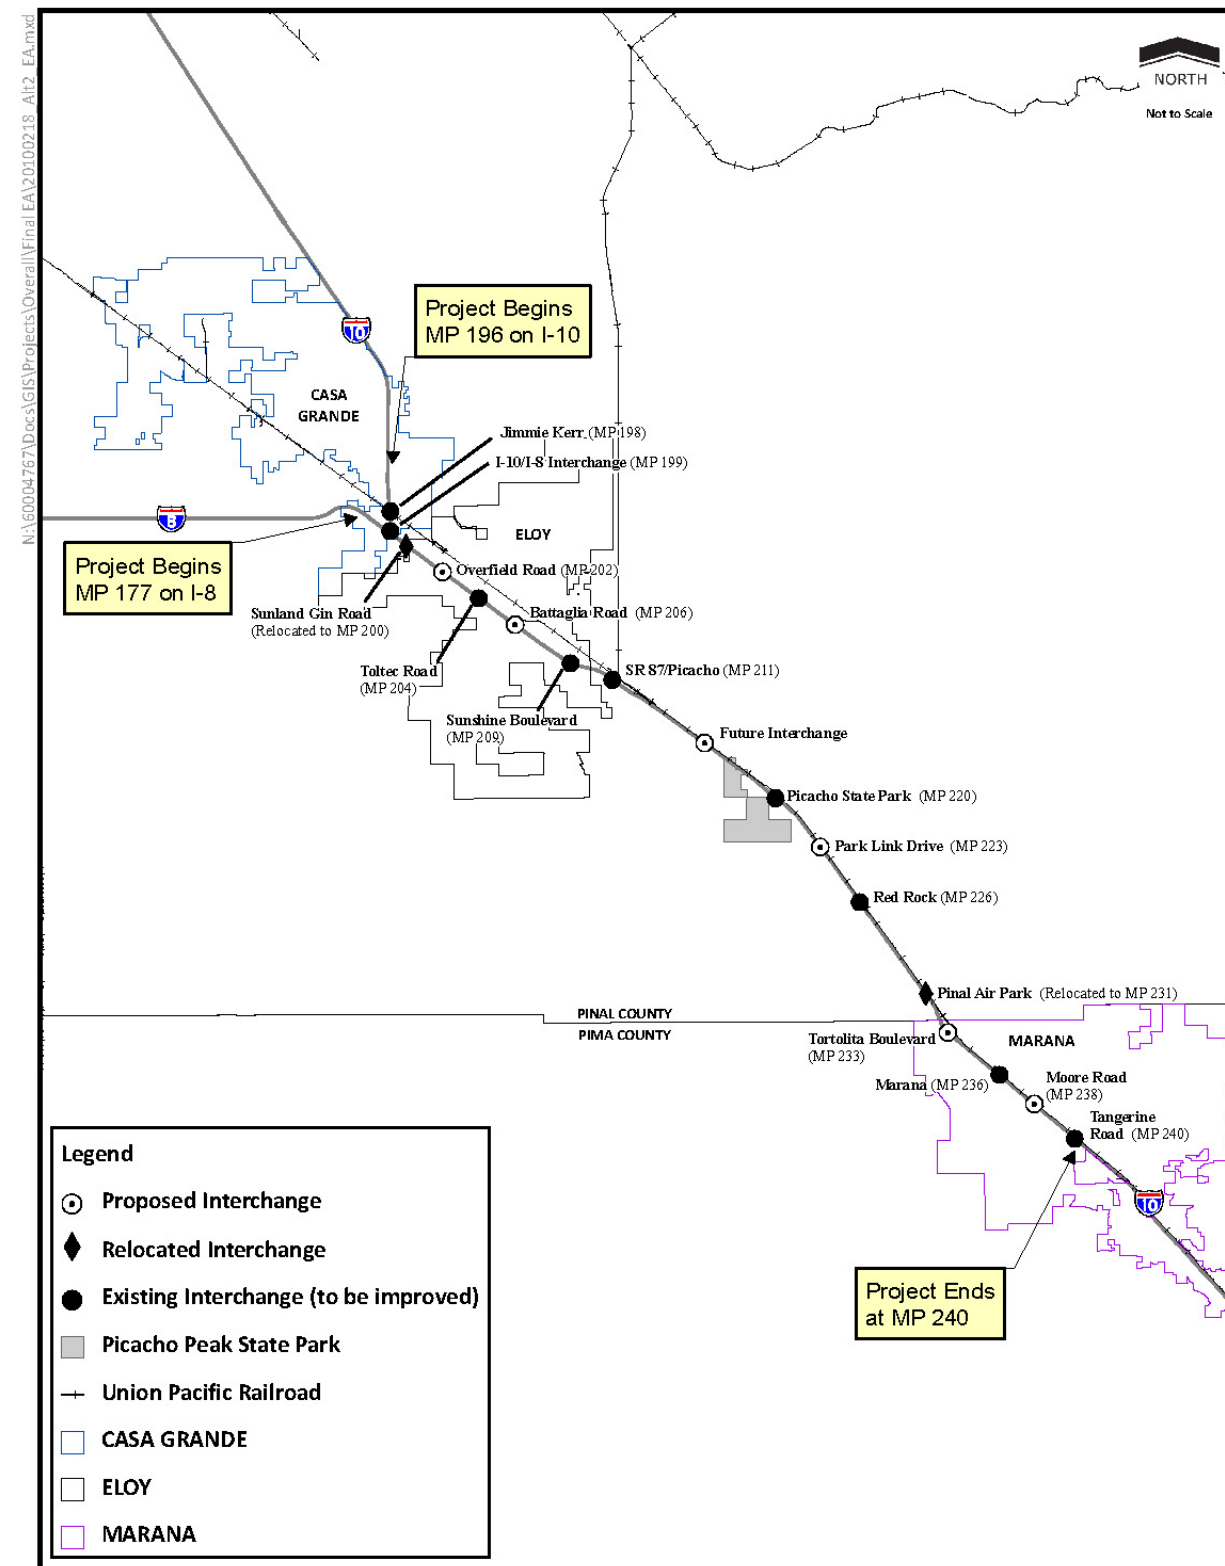 N:\60004767\Docs\GIS\Projects\Overall\Final EA\20100218_Alt2_EA.mxd
NORTH
Not to Scale
10
Project Begins
MP 196 on I-10
CASA
GRANDE
Jimmie Kerr (MP 198)
I-10/I-8 Interchange (MP 199)
8
ELOY
Project Begins
MP 177 on I-8
Overfield Road (MP 202)
Sunland Gin Road
(Relocated to MP 200)
Battaglia Road (MP 206)
Toltec Road
(MP 204)
SR 87/Picacho (MP 211)
Sunshine Boulevard
(MP 209)
Future Interchange
Picacho State Park (MP 220)
Park Link Drive (MP 223)
Red Rock (MP 226)
Pinal Air Park (Relocated to MP 231)
PINAL COUNTY
PIMA COUNTY
Tortolita Boulevard
(MP 233)
MARANA
Marana (MP 236)
Moore Road
(MP 238)
Tangerine
Road (MP 240)
10
Project Ends
at MP 240
Legend
Proposed Interchange
Relocated Interchange
Existing Interchange (to be improved)
Picacho Peak State Park
Union Pacific Railroad
CASA GRANDE
ELOY
MARANA